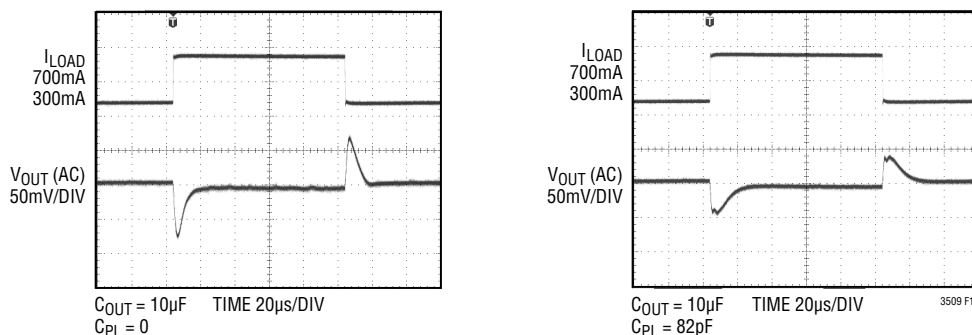 T
I_LOAD
700mA
300mA
V_OUT (AC)
50mV/DIV
C_OUT = 10µF TIME 20µs/DIV
C_PL = 0
T
I_LOAD
700mA
300mA
V_OUT (AC)
50mV/DIV
C_OUT = 10µF TIME 20µs/DIV
C_PL = 82pF
3509 F1